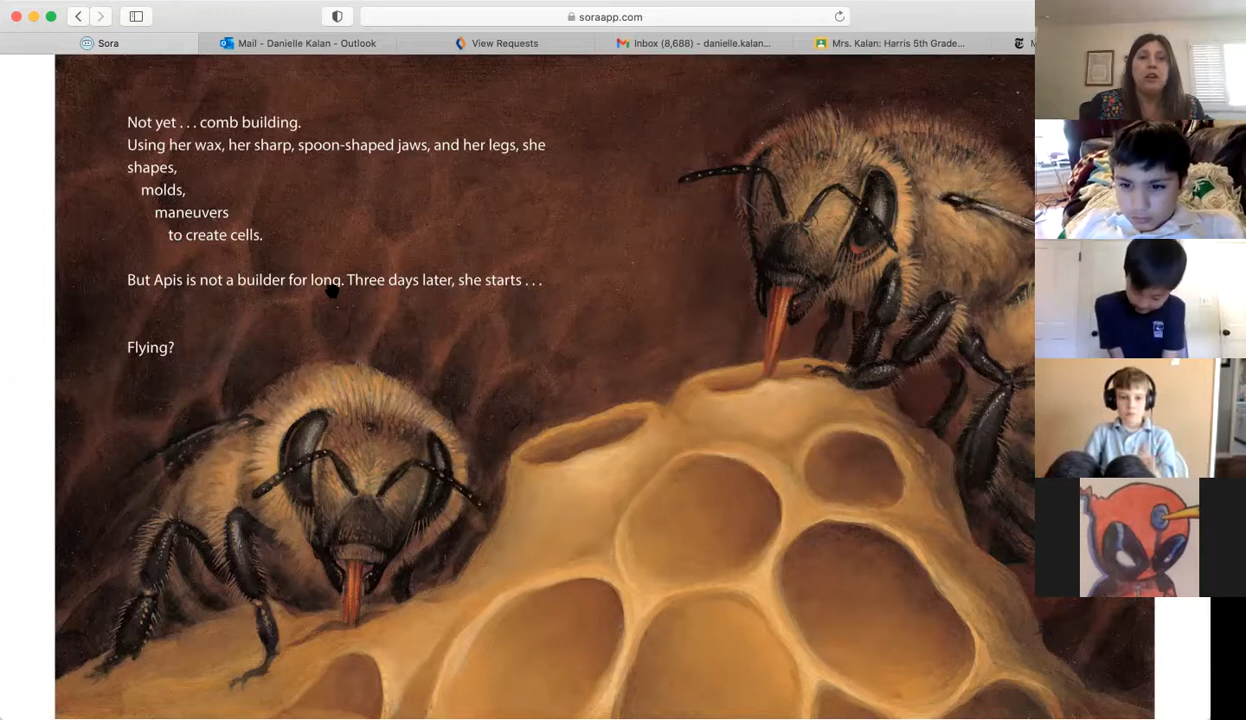 soraapp.com
Sora
Mail - Danielle Kalan - Outlook
View Requests
Inbox (8,688) - danielle.kalan...
Mrs. Kalan: Harris 5th Grade...
Not yet . . . comb building.
Using her wax, her sharp, spoon-shaped jaws, and her legs, she
shapes,
molds,
maneuvers
to create cells.
But Apis is not a builder for long. Three days later, she starts . . .
Flying?